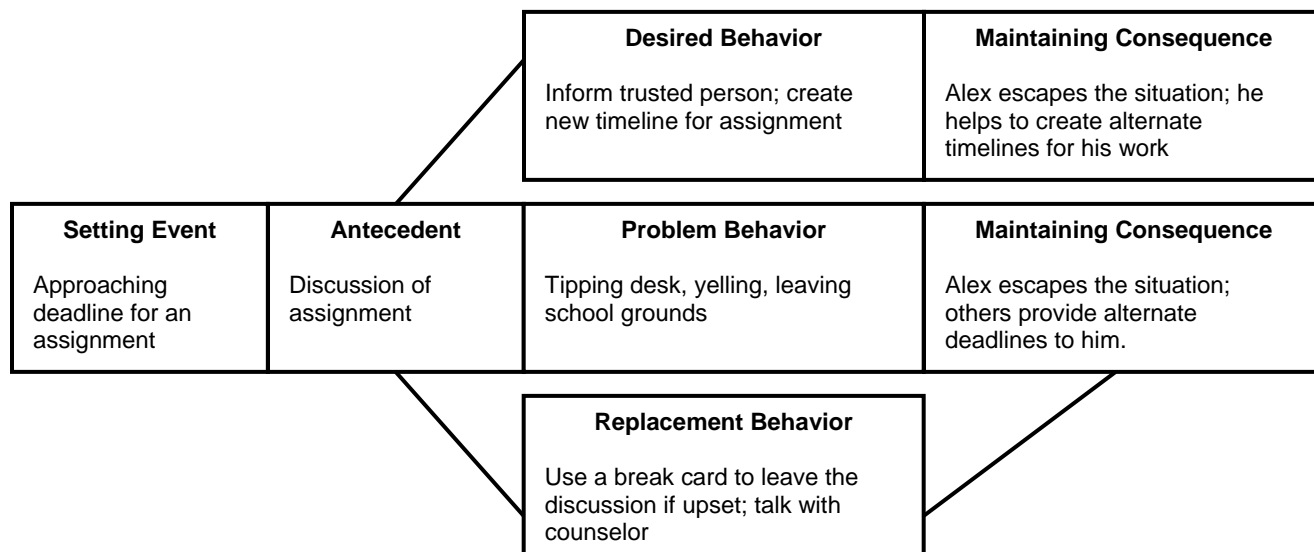 Desired Behavior
Inform trusted person; create
new timeline for assignment
Maintaining Consequence
Alex escapes the situation; he
helps to create alternate
timelines for his work
Setting Event
Approaching
deadline for an
assignment
Antecedent
Discussion of
assignment
Problem Behavior
Tipping desk, yelling, leaving
school grounds
Maintaining Consequence
Alex escapes the situation;
others provide alternate
deadlines to him.
Replacement Behavior
Use a break card to leave the
discussion if upset; talk with
counselor